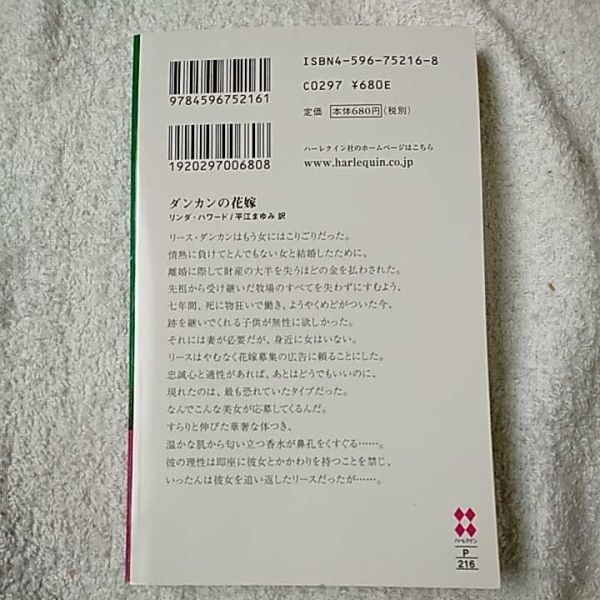 ISBN4-596-75216-8
C0297 ¥680E
定価 本体680円(税別)
9784596752161
1920297006808
ハーレクイン社のホームページはこちら
www.harlequin.co.jp
ダンカンの花嫁
リンダ・ハワード/平江まゆみ 訳
リース・ダンカンはもう女にはこりごりだった。
情熱に負けてとんでもない女と結婚したために、
離婚に際して財産の大半を失うほどの金を払わされた。
先祖から受け継いだ牧場のすべてを失わずにすむよう、
七年間、死に物狂いで働き、ようやくめどがついた今、
跡を継いでくれる子供が無性に欲しかった。
それには妻が必要だが、身近に女はいない。
リースはやむなく花嫁募集の広告に頼ることにした。
忠誠心と適性があれば、あとはどうでもいいのに、
現れたのは、最も恐れていたタイプだった。
なんでこんな美女が応募してくるんだ。
すらりと伸びた華奢な体つき、
温かな肌から匂い立つ香水が鼻孔をくすぐる……。
彼の理性は即座に彼女とかかわりを持つことを禁じ、
いったんは彼女を追い返したリースだったが……。
ハーレクイン
P
216